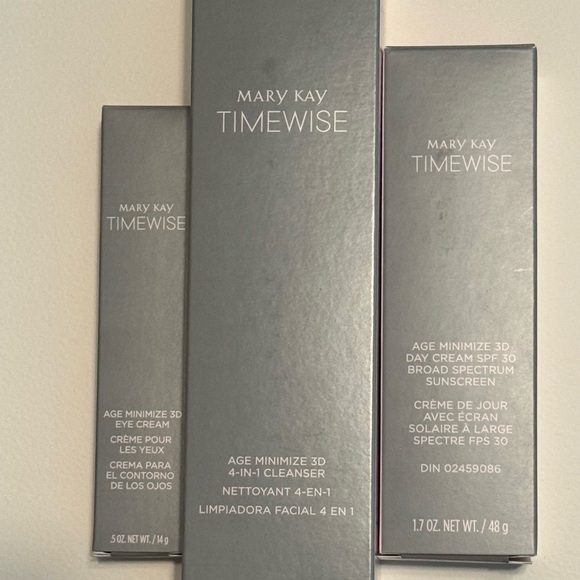 MARY KAY
TIMEWISE
AGE MINIMIZE 3D
EYE CREAM
CRÈME POUR
LES YEUX
CREMA PARA
EL CONTORNO
DE LOS OJOS
.5 OZ. NET WT. / 14 g
MARY KAY
TIMEWISE
AGE MINIMIZE 3D
4-IN-1 CLEANSER
NETTOYANT 4-EN-1
LIMPIADORA FACIAL 4 EN 1
MARY KAY
TIMEWISE
AGE MINIMIZE 3D
DAY CREAM SPF 30
BROAD SPECTRUM
SUNSCREEN
CRÈME DE JOUR
AVEC ÉCRAN
SOLAIRE À LARGE
SPECTRE FPS 30
DIN 02459086
1.7 OZ. NET WT. / 48 g